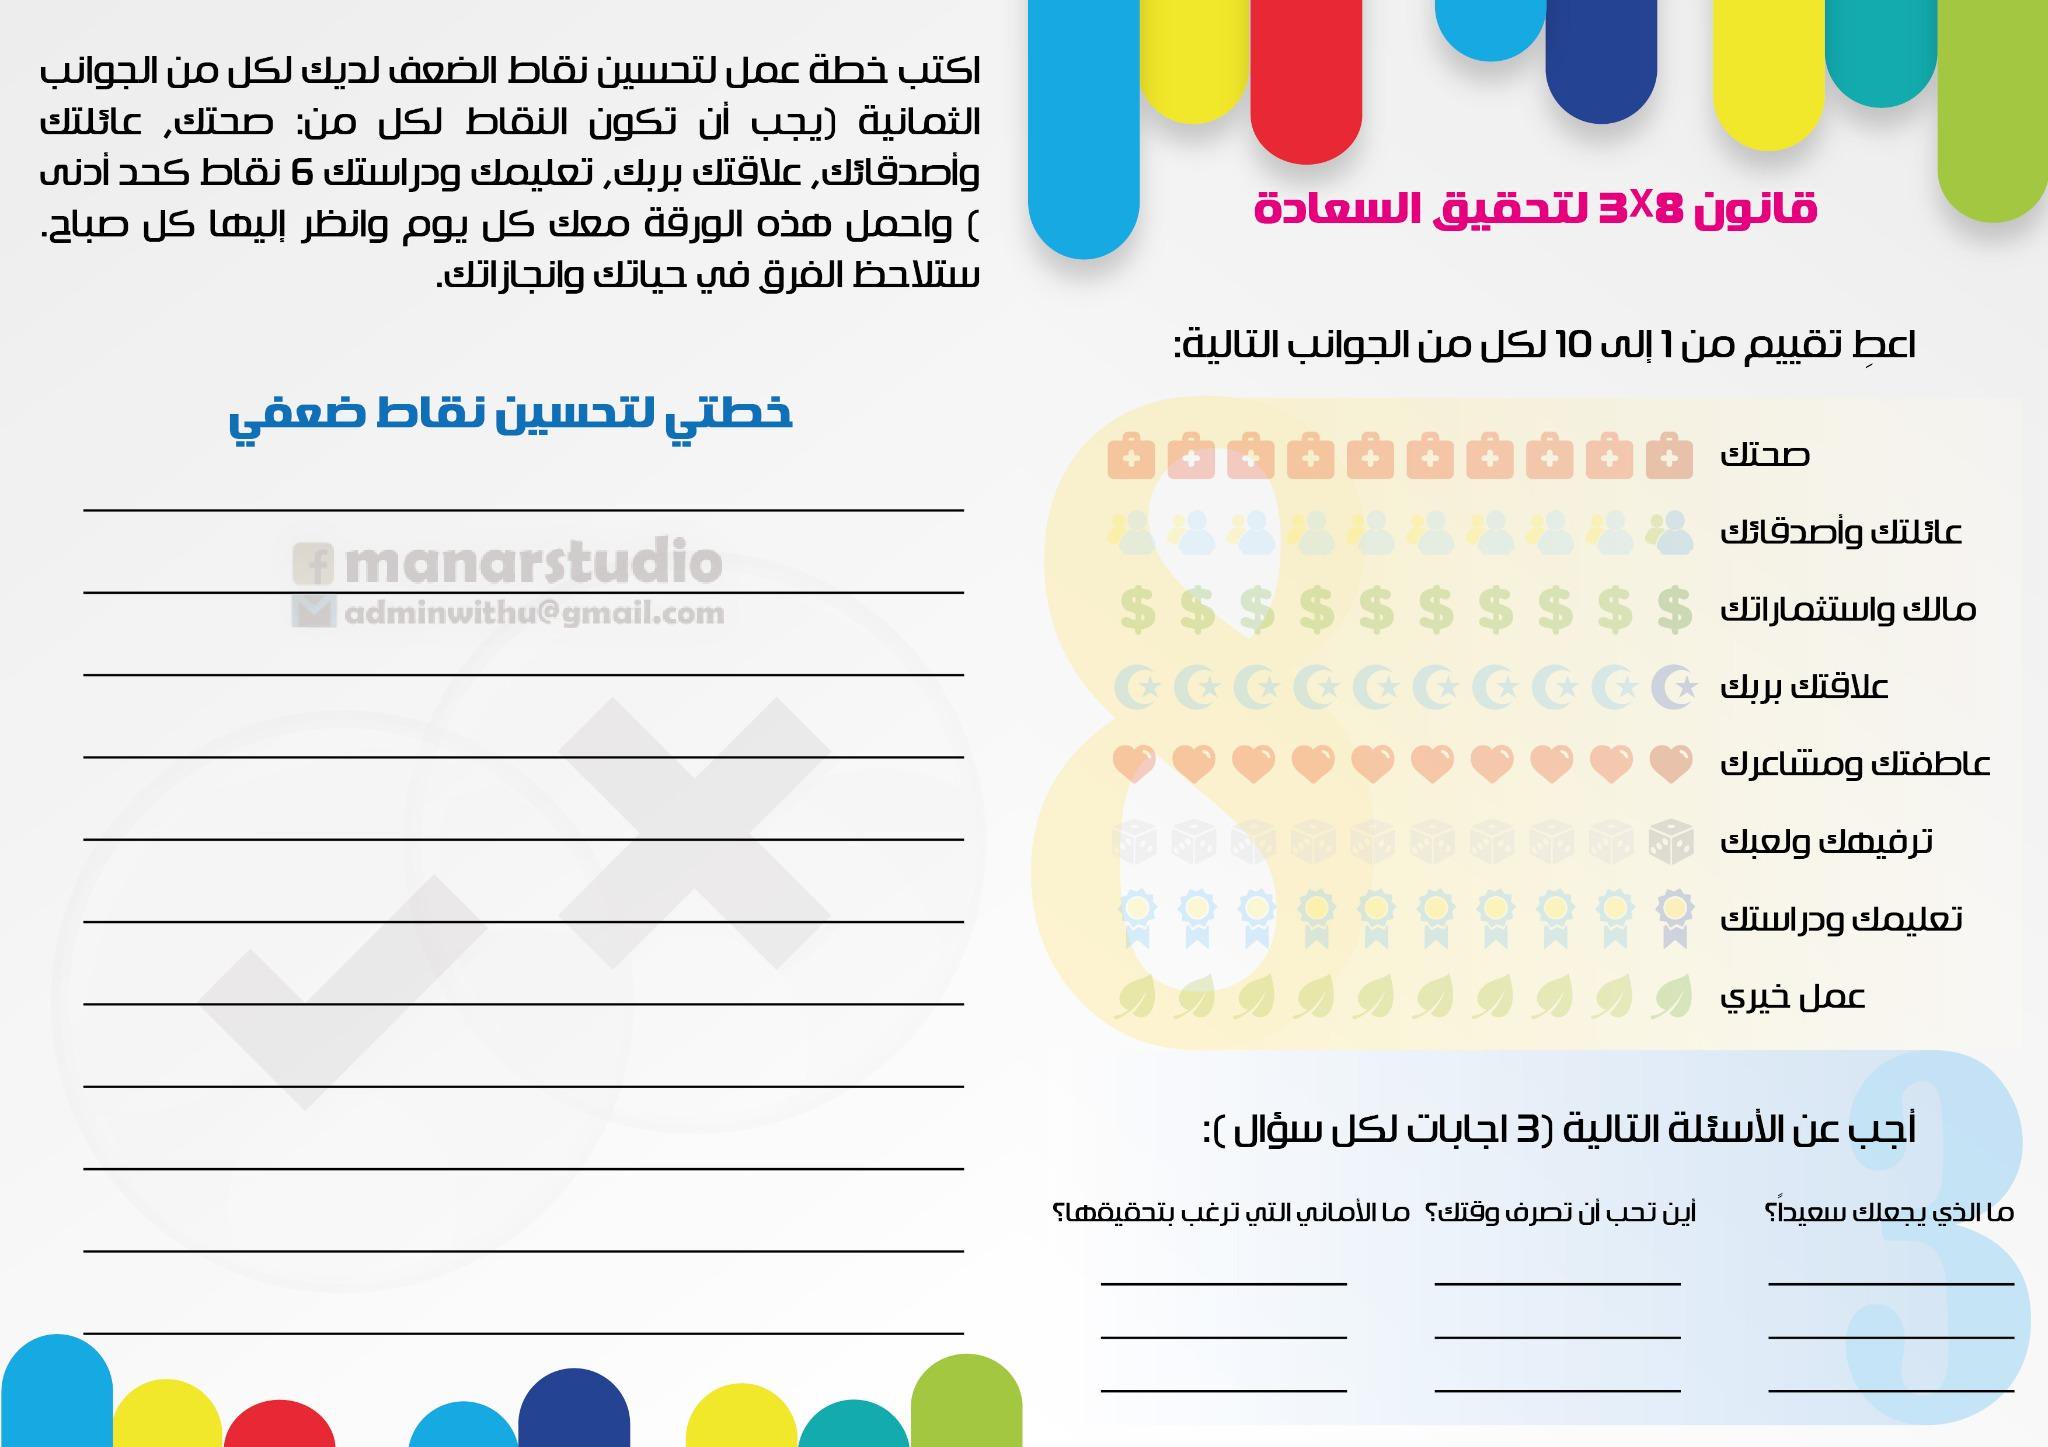 قانون 8X3 لتحقيق السعادة
اعطِ تقييم من 1 إلى 10 لكل من الجوانب التالية:
صحتك
عائلتك وأصدقائك
مالك واستثماراتك
علاقتك بربك
عاطفتك ومشاعرك
ترفيهك ولعبك
تعليمك ودراستك
عمل خيري
أجب عن الأسئلة التالية (3 اجابات لكل سؤال ):
ما الذي يجعلك سعيداً؟ أين تحب أن تصرف وقتك؟ ما الأماني التي ترغب بتحقيقها؟
اكتب خطة عمل لتحسين نقاط الضعف لديك لكل من الجوانب
الثمانية (يجب أن تكون النقاط لكل من: صحتك, عائلتك
وأصدقائك, علاقتك بربك, تعليمك ودراستك 6 نقاط كحد أدنى
) واحمل هذه الورقة معك كل يوم وانظر إليها كل صباح.
ستلاحظ الفرق في حياتك وانجازاتك.
خطتي لتحسين نقاط ضعفي
manarstudio
adminwithu@gmail.com